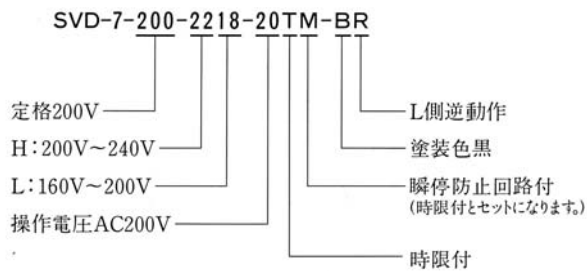 SVD-7-200-2218-20TM-BR
定格200V
H:200V～240V
L:160V～200V
操作電圧AC200V
L側逆動作
塗装色黒
瞬停防止回路付
(時限付とセットになります。)
時限付